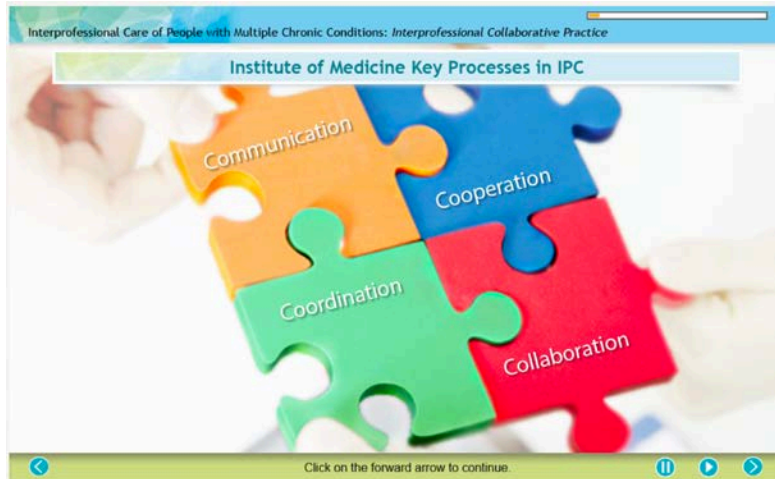 Interprofessional Care of People with Multiple Chronic Conditions: Interprofessional Collaborative Practice
Institute of Medicine Key Processes in IPC
Communication
Cooperation
Coordination
Collaboration
Click on the forward arrow to continue.